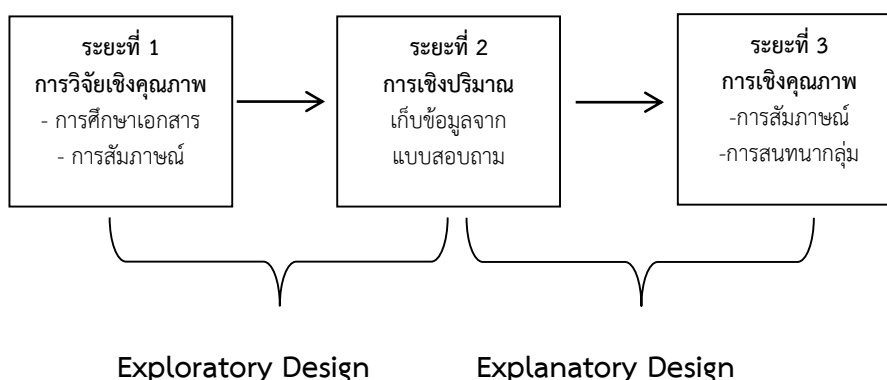 ระยะที่ 1
การวิจัยเชิงคุณภาพ
- การศึกษาเอกสาร
- การสัมภาษณ์
ระยะที่ 2
การเชิงปริมาณ
เก็บข้อมูลจาก
แบบสอบถาม
ระยะที่ 3
การเชิงคุณภาพ
-การสัมภาษณ์
-การสนทนากลุ่ม
Exploratory Design
Explanatory Design